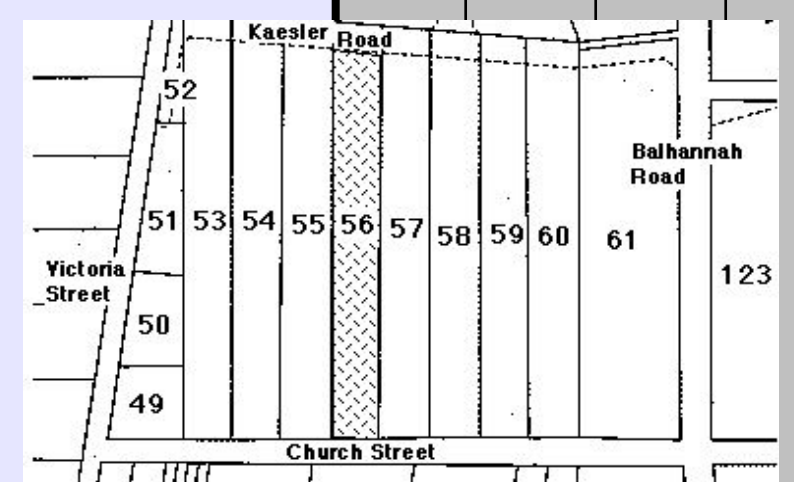 Kaesler Road
52
Balhannah
Road
51 53 54 55 56 57 58 59 60 61
Victoria
Street
123
50
49
Church Street